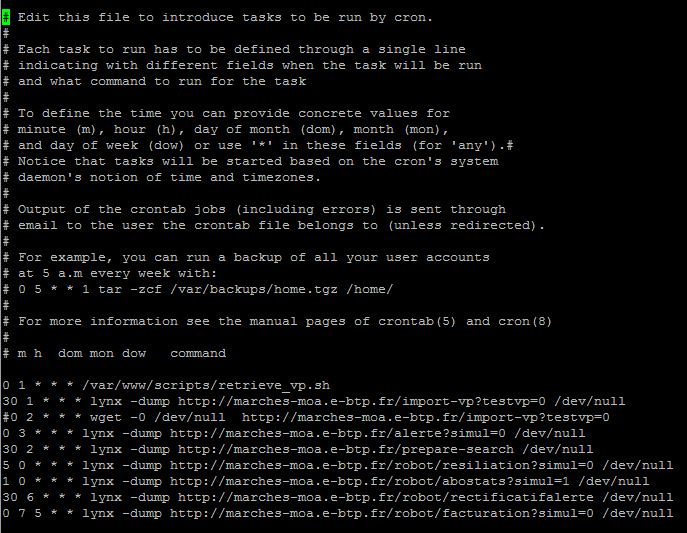 # Edit this file to introduce tasks to be run by cron.
#
# Each task to run has to be defined through a single line
# indicating with different fields when the task will be run
# and what command to run for the task
#
# To define the time you can provide concrete values for
# minute (m), hour (h), day of month (dom), month (mon),
# and day of week (dow) or use '*' in these fields (for 'any').#
# Notice that tasks will be started based on the cron's system
# daemon's notion of time and timezones.
#
# Output of the crontab jobs (including errors) is sent through
# email to the user the crontab file belongs to (unless redirected).
#
# For example, you can run a backup of all your user accounts
# at 5 a.m every week with:
# 0 5 * * 1 tar -zcf /var/backups/home.tgz /home/
#
# For more information see the manual pages of crontab(5) and cron(8)
#
# m h  dom mon dow   command
0 1 * * * /var/www/scripts/retrieve_vp.sh
30 1 * * * lynx -dump http://marches-moa.e-btp.fr/import-vp?testvp=0 /dev/null
#0 2 * * * wget -O /dev/null  http://marches-moa.e-btp.fr/import-vp?testvp=0
0 3 * * * lynx -dump http://marches-moa.e-btp.fr/alerte?simul=0 /dev/null
30 2 * * * lynx -dump http://marches-moa.e-btp.fr/prepare-search /dev/null
5 0 * * * lynx -dump http://marches-moa.e-btp.fr/robot/resiliation?simul=0 /dev/null
1 0 * * * lynx -dump http://marches-moa.e-btp.fr/robot/abostats?simul=1 /dev/null
30 6 * * * lynx -dump http://marches-moa.e-btp.fr/robot/rectificatifalerte /dev/null
0 7 5 * * lynx -dump http://marches-moa.e-btp.fr/robot/facturation?simul=0 /dev/null